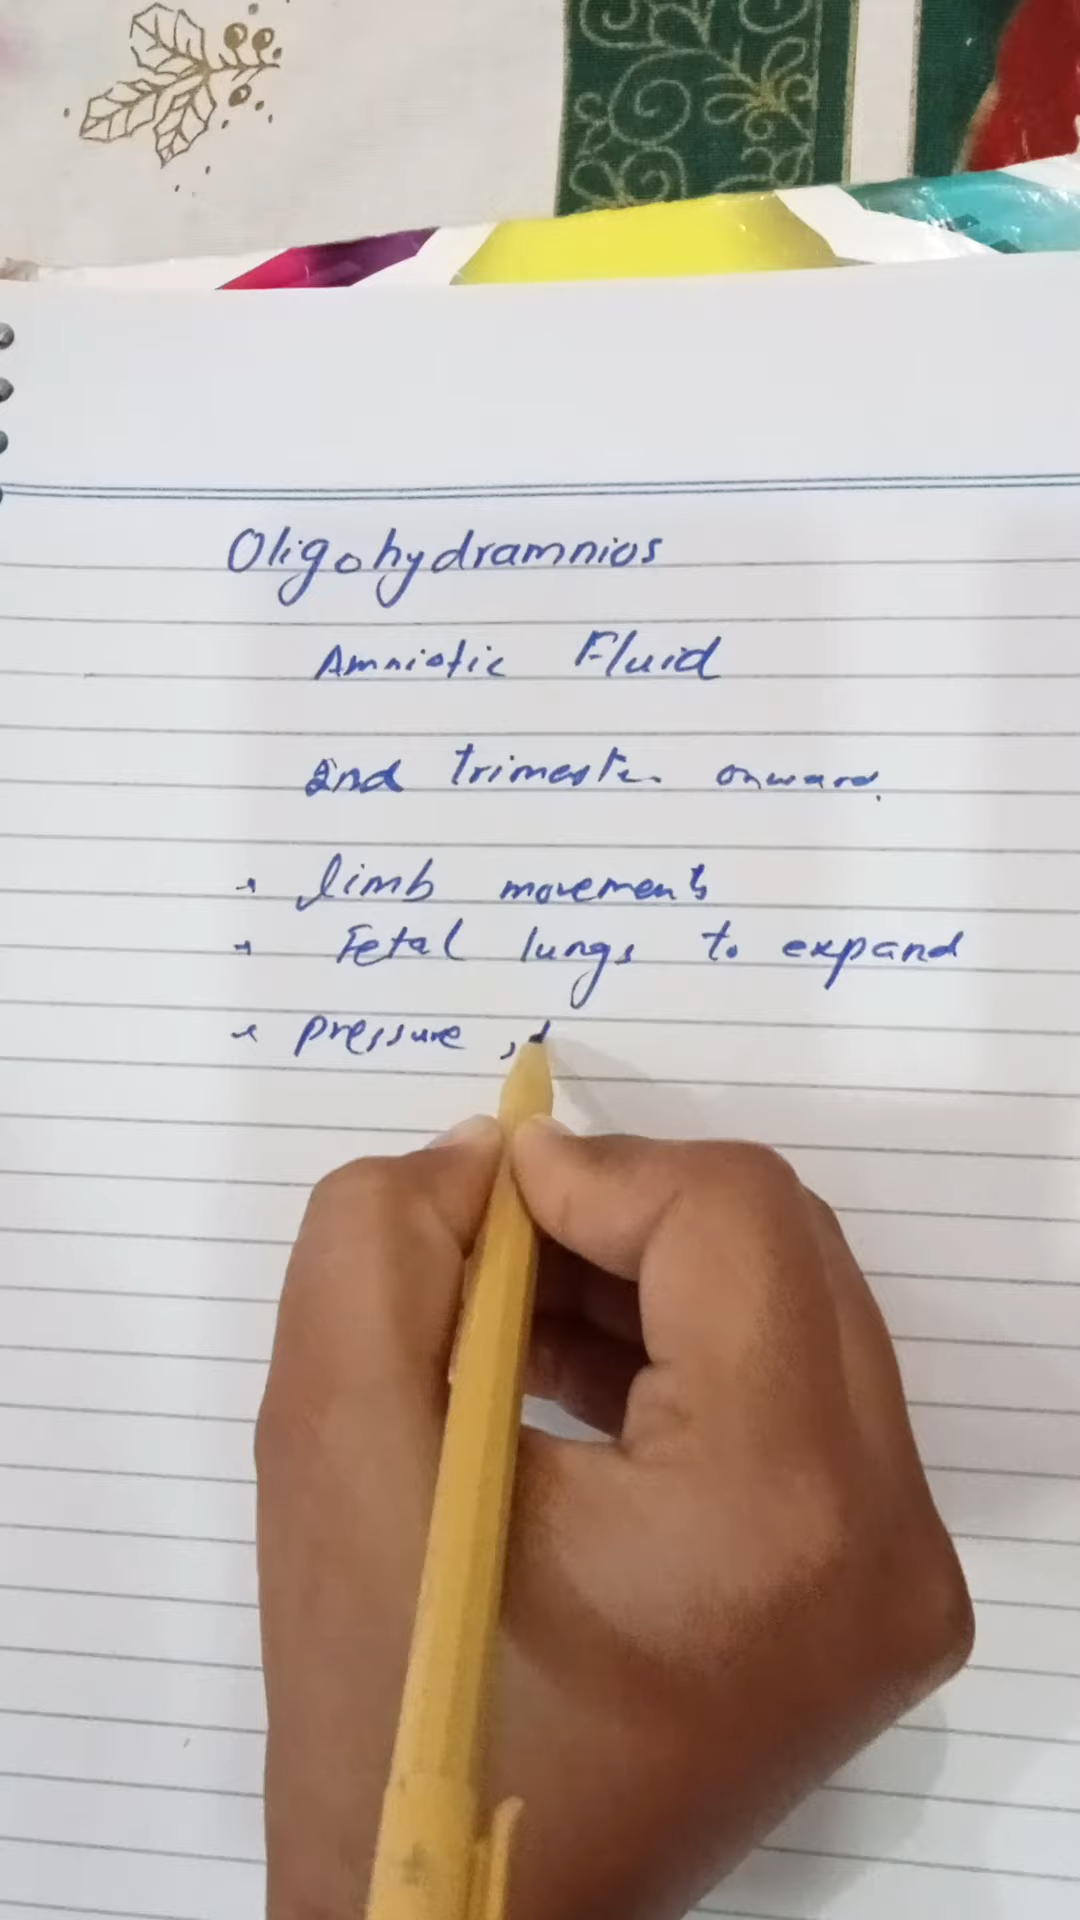 Oligohydramnios
Amniotic Fluid
2nd trimester onward.
limb movements
Fetal lungs to expand
pressure,